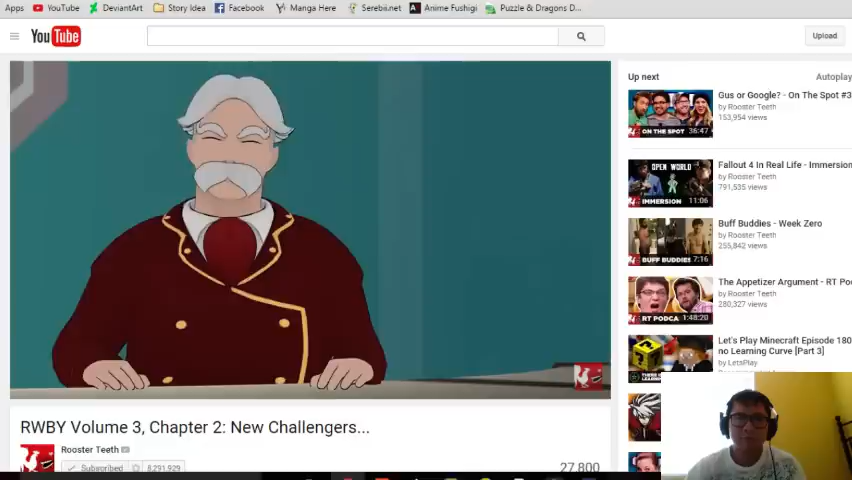 Apps YouTube DeviantArt Story Idea Facebook Manga Here Serebii.net Anime Fushigi Puzzle & Dragons D...
YouTube
Upload
Up next Autoplay
Gus or Google? - On The Spot #3
by Rooster Teeth
153,954 views
ON THE SPOT 36:47
Fallout 4 In Real Life - Immersion
by Rooster Teeth
791,535 views
OPEN WORLD
IMMERSION 11:06
Buff Buddies - Week Zero
by Rooster Teeth
255,842 views
BUFF BUDDIES 7:16
The Appetizer Argument - RT Po
by Rooster Teeth
280,327 views
RT PODCA 1:48:20
Let's Play Minecraft Episode 180
no Learning Curve [Part 3]
by LetsPlay
RWBY Volume 3, Chapter 2: New Challengers...
Rooster Teeth
Subscribed 8,291,929
27,800